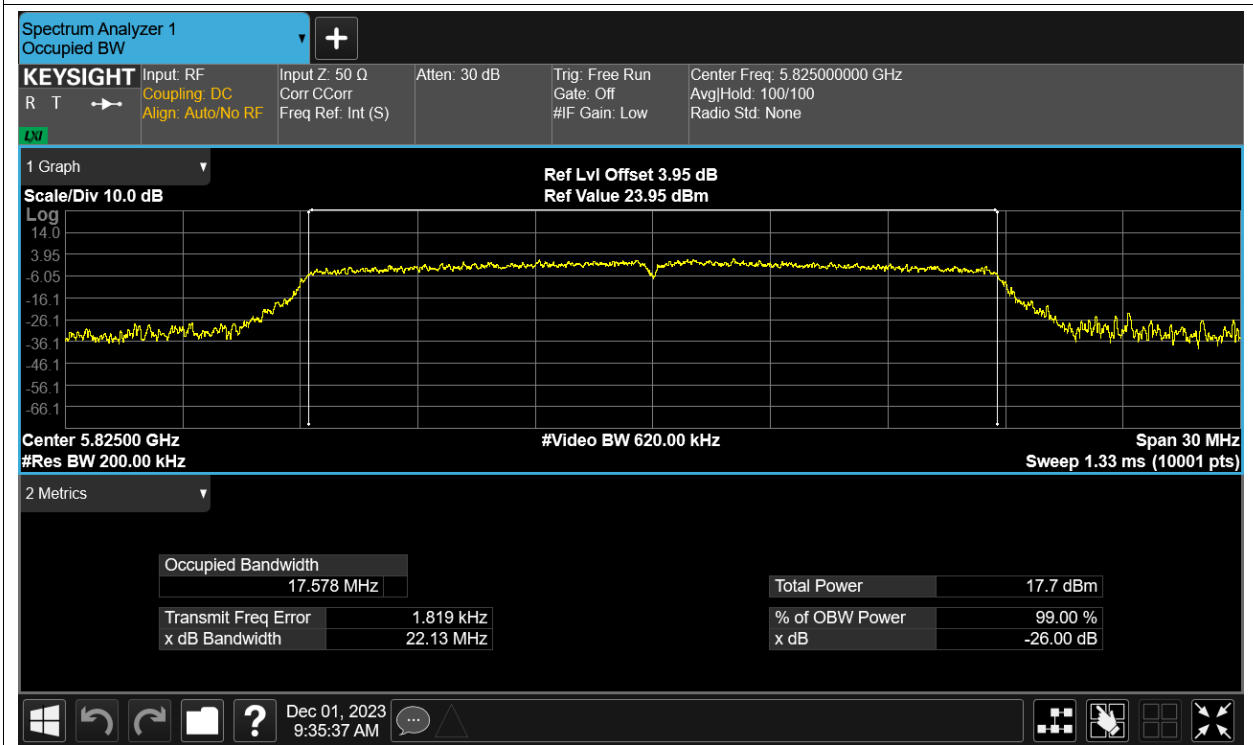 Spectrum Analyzer 1
Occupied BW
KEYSIGHT
R T
LXI
Input: RF
Coupling: DC
Align: Auto/No RF
Input Z: 50 Ω
Corr CCorr
Freq Ref: Int (S)
Atten: 30 dB
Trig: Free Run
Gate: Off
#IF Gain: Low
Center Freq: 5.825000000 GHz
Avg|Hold: 100/100
Radio Std: None
1 Graph
Scale/Div 10.0 dB
Ref Lvl Offset 3.95 dB
Ref Value 23.95 dBm
Log
14.0
3.95
-6.05
-16.1
-26.1
-36.1
-46.1
-56.1
-66.1
Center 5.82500 GHz
#Video BW 620.00 kHz
Span 30 MHz
#Res BW 200.00 kHz
Sweep 1.33 ms (10001 pts)
2 Metrics
Occupied Bandwidth
17.578 MHz
Total Power 17.7 dBm
Transmit Freq Error 1.819 kHz
% of OBW Power 99.00 %
x dB Bandwidth 22.13 MHz
x dB -26.00 dB
?
Dec 01, 2023
9:35:37 AM